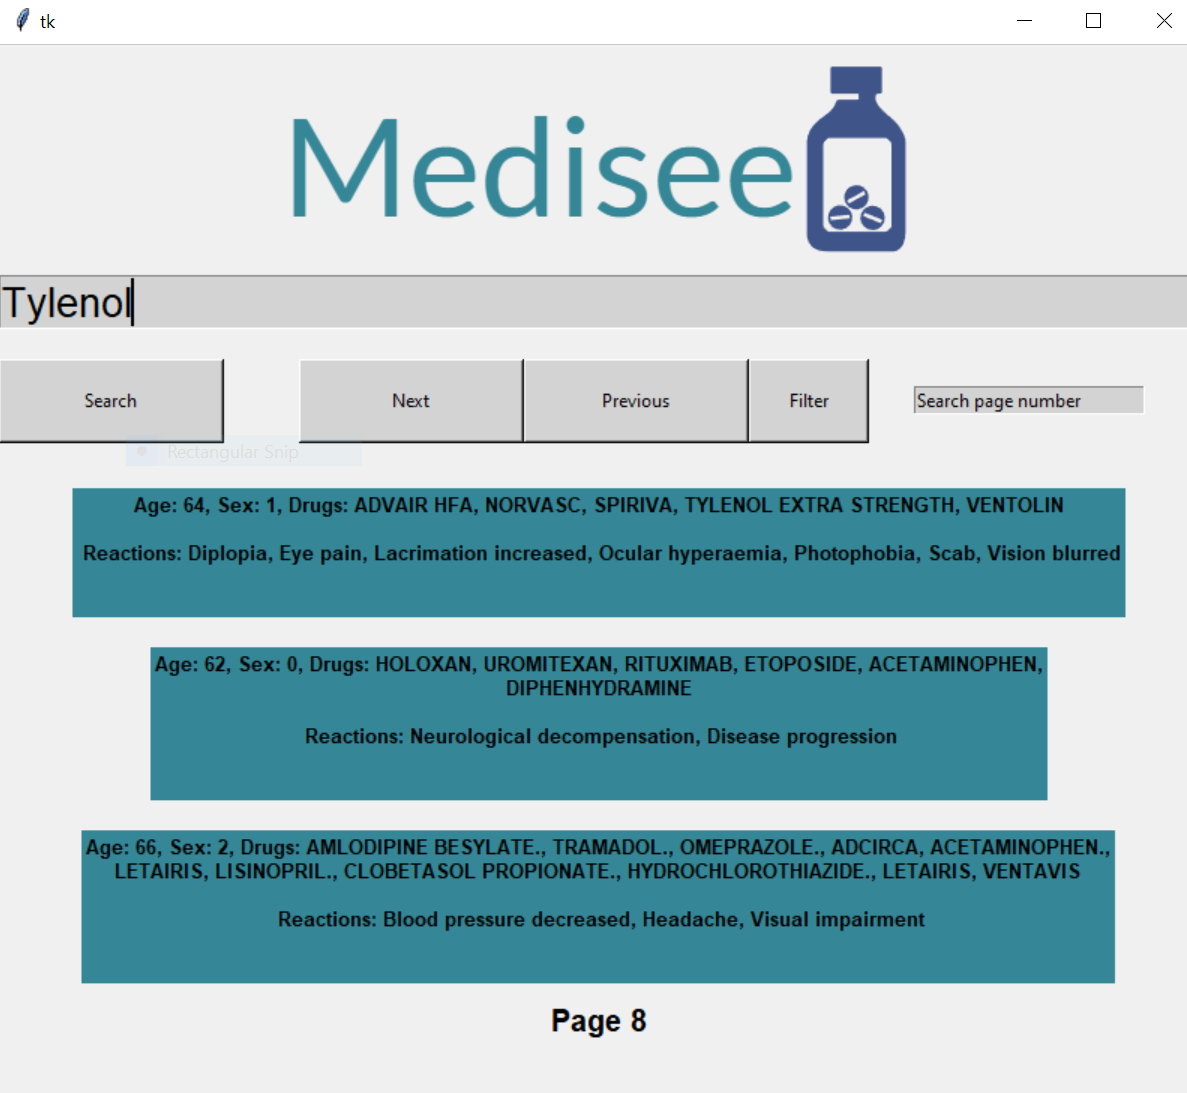 tk
Medisee
Tylenol
Search
Next
Previous
Filter
Search page number
Rectangular Snip
Age: 64, Sex: 1, Drugs: ADVAIR HFA, NORVASC, SPIRIVA, TYLENOL EXTRA STRENGTH, VENTOLIN
Reactions: Diplopia, Eye pain, Lacrimation increased, Ocular hyperaemia, Photophobia, Scab, Vision blurred
Age: 62, Sex: 0, Drugs: HOLOXAN, UROMITEXAN, RITUXIMAB, ETOPOSIDE, ACETAMINOPHEN,
DIPHENHYDRAMINE
Reactions: Neurological decompensation, Disease progression
Age: 66, Sex: 2, Drugs: AMLODIPINE BESYLATE., TRAMADOL., OMEPRAZOLE., ADCIRCA, ACETAMINOPHEN.,
LETAIRIS, LISINOPRIL., CLOBETASOL PROPIONATE., HYDROCHLOROTHIAZIDE., LETAIRIS, VENTAVIS
Reactions: Blood pressure decreased, Headache, Visual impairment
Page 8